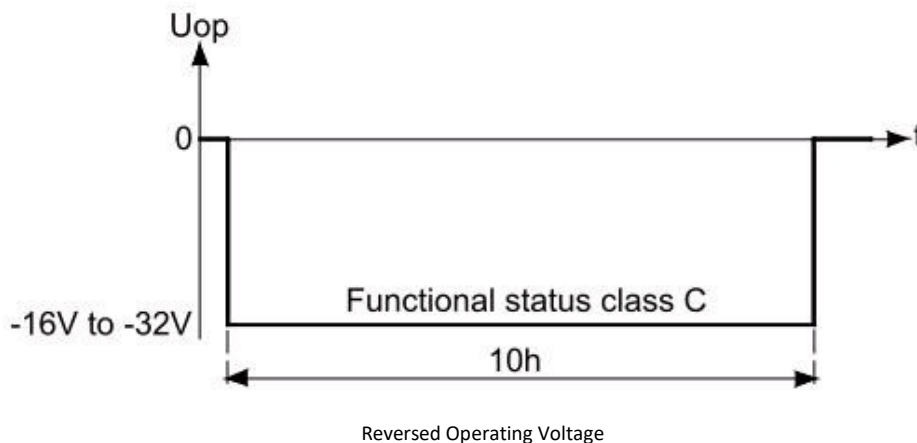 Uop
0
t
Functional status class C
-16V to -32V
10h
Reversed Operating Voltage